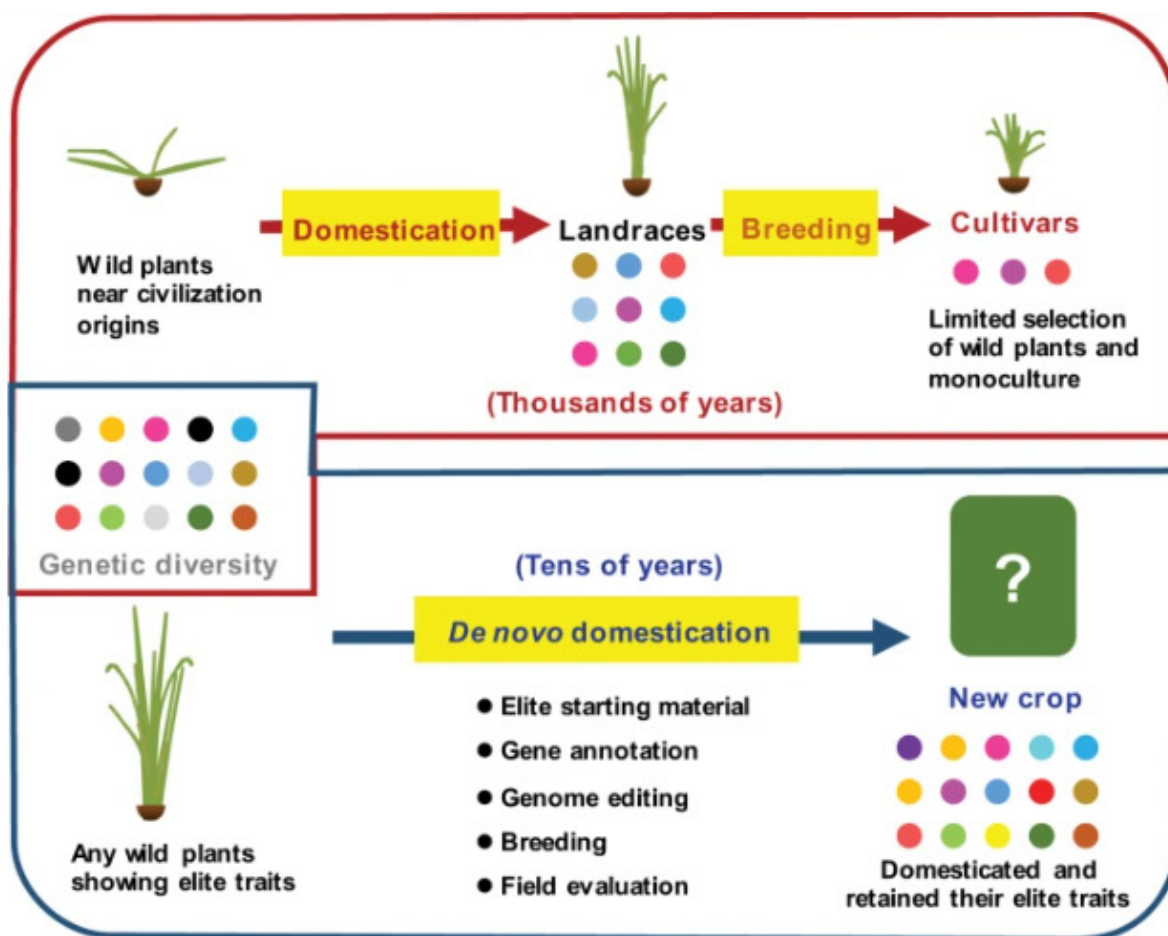 Domestication
Landraces
Breeding
Cultivars
Wild plants
near civilization
origins
Limited selection
of wild plants and
monoculture
(Thousands of years)
Genetic diversity
(Tens of years)
?
De novo domestication
● Elite starting material
● Gene annotation
● Genome editing
● Breeding
● Field evaluation
New crop
Any wild plants
showing elite traits
Domesticated and
retained their elite traits